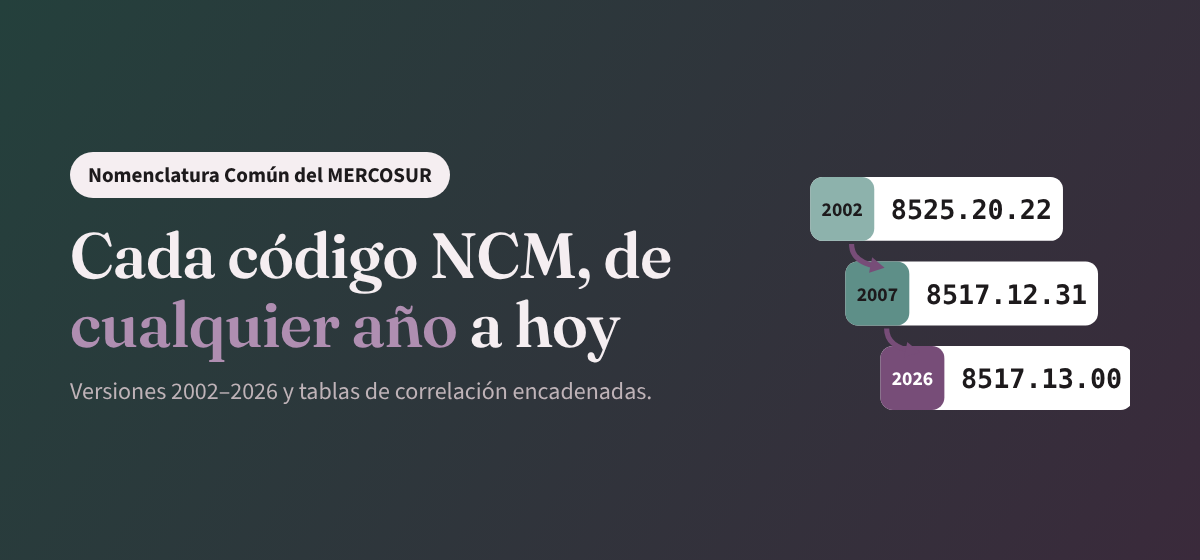 Nomenclatura Común del MERCOSUR
Cada código NCM, de
cualquier año a hoy
Versiones 2002–2026 y tablas de correlación encadenadas.
2002 8525.20.22
2007 8517.12.31
2026 8517.13.00